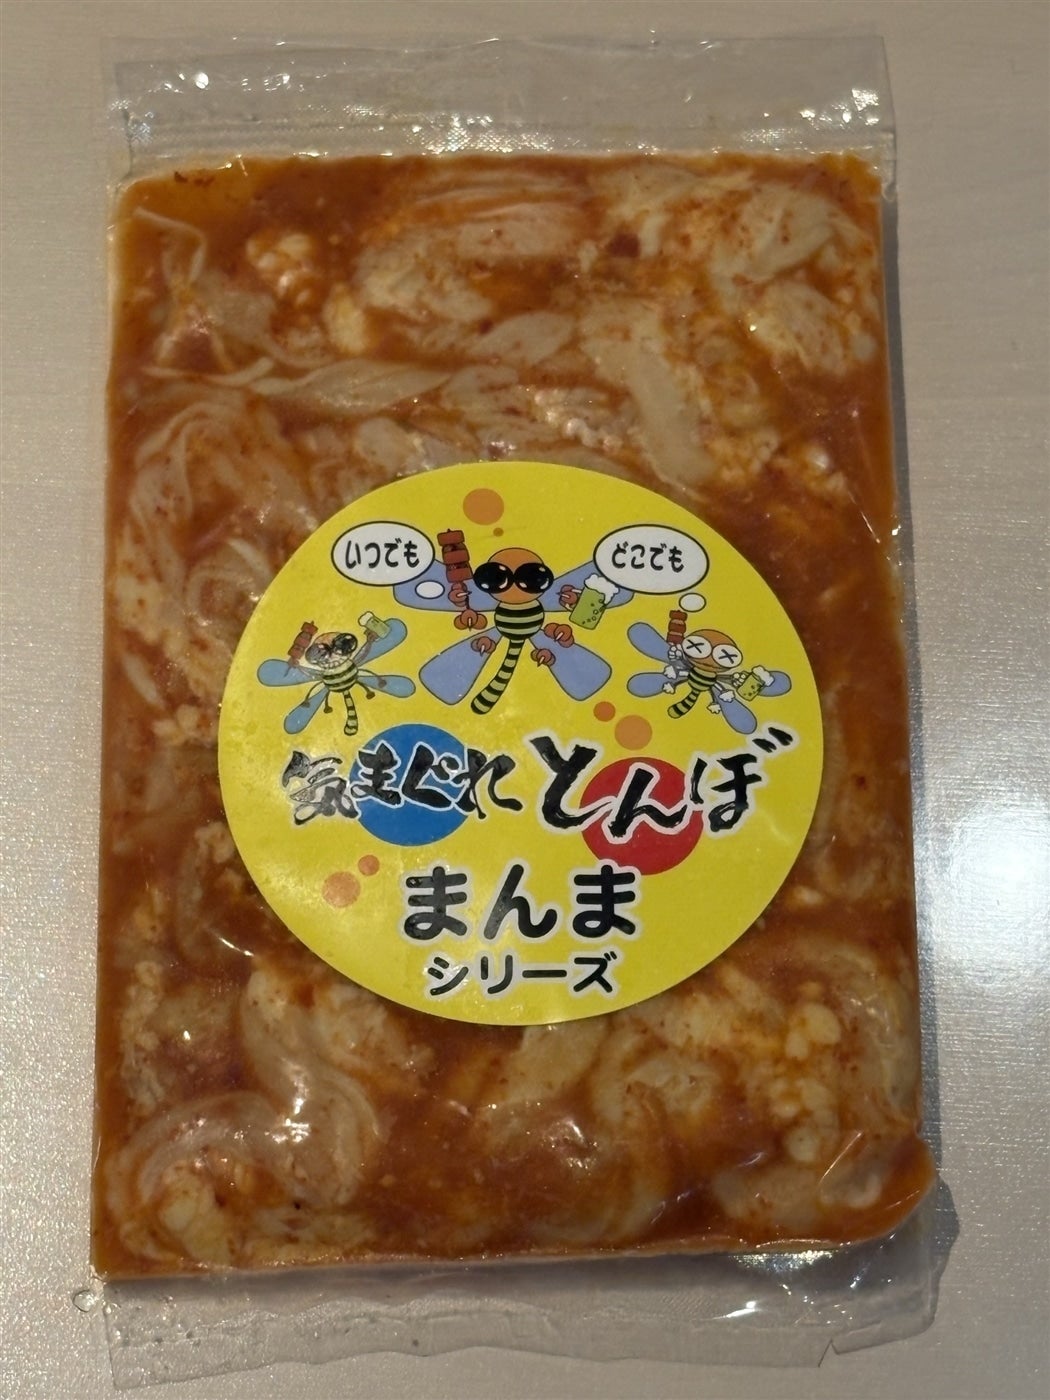 いつでも
どこでも
気まぐれとんぼ
まんま
シリーズ